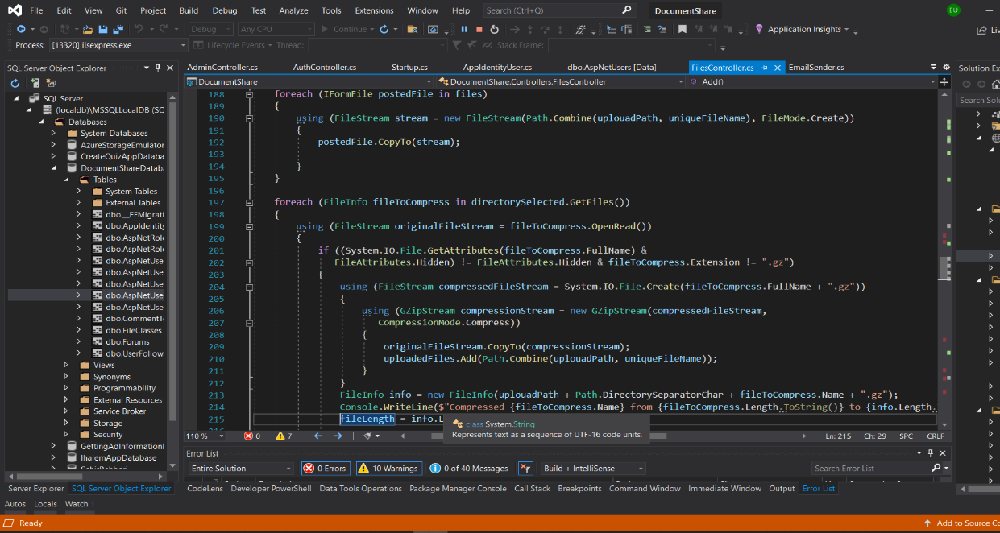 File Edit View Git Project Build Debug Test Analyze Tools Extensions Window Help Search (Ctrl+Q) DocumentShare EU
Debug Any CPU Continue Application Insights Liv
Process: [13320] iisexpress.exe Lifecycle Events Thread: Stack Frame:
SQL Server Object Explorer
SQL Server
(localdb)\MSSQLLocalDB (SC
Databases
System Databases
AzureStorageEmulator
CreateQuizAppDataba
DocumentShareDatab
Tables
System Tables
External Tables
dbo.__EFMigrati
dbo.AppIdentity
dbo.AspNetRole
dbo.AspNetRole
dbo.AspNetUse
dbo.AspNetUse
dbo.AspNetUse
dbo.AspNetUse
dbo.AspNetUse
dbo.CommentTe
dbo.FileClasses
dbo.Forums
dbo.UserFollow
Views
Synonyms
Programmability
External Resources
Service Broker
Storage
Security
GettingAdInformationl
IhalemAppDatabase
SehirRehberi
Server Explorer SQL Server Object Explorer
AdminController.cs AuthController.cs Startup.cs AppIdentityUser.cs dbo.AspNetUsers [Data] FilesController.cs EmailSender.cs
DocumentShare DocumentShare.Controllers.FilesController Add()
188 foreach (IFormFile postedFile in files)
189 {
190 using (FileStream stream = new FileStream(Path.Combine(uplouadPath, uniqueFileName), FileMode.Create))
191 {
192 postedFile.CopyTo(stream);
193
194 }
195 }
196
197 foreach (FileInfo fileToCompress in directorySelected.GetFiles())
198 {
199 using (FileStream originalFileStream = fileToCompress.OpenRead())
200 {
201 if ((System.IO.File.GetAttributes(fileToCompress.FullName) &
202 FileAttributes.Hidden) != FileAttributes.Hidden & fileToCompress.Extension != ".gz")
203 {
204 using (FileStream compressedFileStream = System.IO.File.Create(fileToCompress.FullName + ".gz"))
205 {
206 using (GZipStream compressionStream = new GZipStream(compressedFileStream,
207 CompressionMode.Compress))
208 {
209 originalFileStream.CopyTo(compressionStream);
210 uploadedFiles.Add(Path.Combine(uplouadPath, uniqueFileName));
211 }
212 }
213 FileInfo info = new FileInfo(uplouadPath + Path.DirectorySeparatorChar + fileToCompress.Name + ".gz");
214 Console.WriteLine($"Compressed {fileToCompress.Name} from {fileToCompress.Length.ToString()} to {info.Length.
215 fileLength = info.L
class System.String
Represents text as a sequence of UTF-16 code units.
110 % 0 7 Ln: 215 Ch: 29 SPC CRLF
Error List
Entire Solution 0 Errors 10 Warnings 0 of 40 Messages Build + IntelliSense Search Error List
CodeLens Developer PowerShell Data Tools Operations Package Manager Console Call Stack Breakpoints Command Window Immediate Window Output Error List
Solution Ex
Search Solu
Autos Locals Watch 1
Ready Add to Source Co